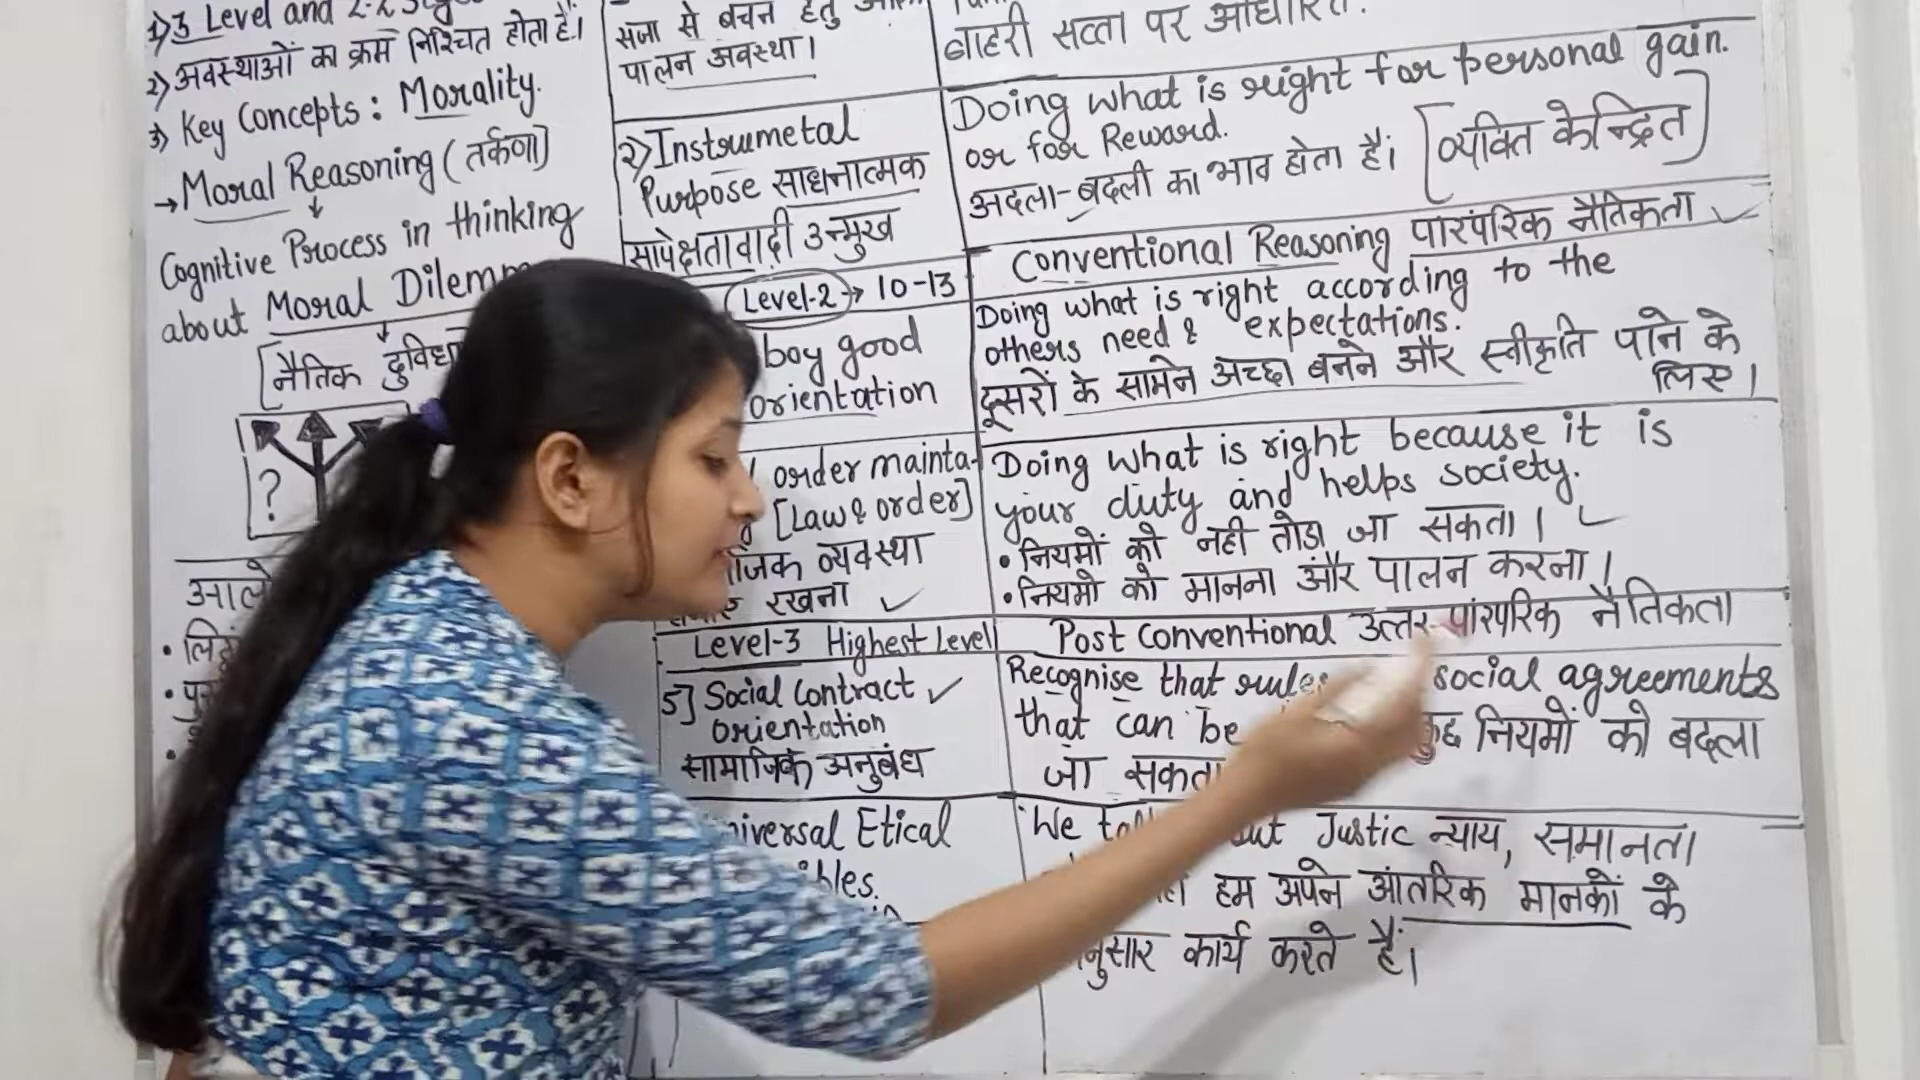 1) 3 Level and 2-2
2) अवस्थाओं का क्रम निश्चित होता हैं।
3) Key Concepts: Morality.
→ Moral Reasoning (तर्कणा)
Cognitive Process in thinking
about Moral
[नैतिक
?
सजा से बचने हेतु
पालन अवस्था।
2) Instrumetal
Purpose साधनात्मक
सापेक्षतावादी उन्मुख
Level-2 → 10-13
boy good
orientation
order mainta-
[Law & order]
व्यवस्था
रखना ✓
Level-3 Highest Level
5] Social Contract ✓
orientation
सामाजिक अनुबंध
Etical
बाहरी सत्ता पर आधारित.
Doing what is right for personal gain.
or for Reward.
अदला-बदली का भाव होता हैं। [व्यक्ति केन्द्रित]
Conventional Reasoning पारंपरिक नैतिकता ✓
Doing what is right according to the
others need & expectations.
दूसरों के सामने अच्छा बनने और स्वीकृति पाने के
लिए।
Doing what is right because it is
your duty and helps society.
• नियमों को नही तोडा जा सकता। ✓
• नियमो को मानना और पालन करना।
Post Conventional उत्तर-पांरपरिक नैतिकता
Recognise that social agreements
that can be नियमों को बदला
जा
We Justic न्याय, समानता
हम अपने आंतरिक मानकों के
कार्य करते हैं।